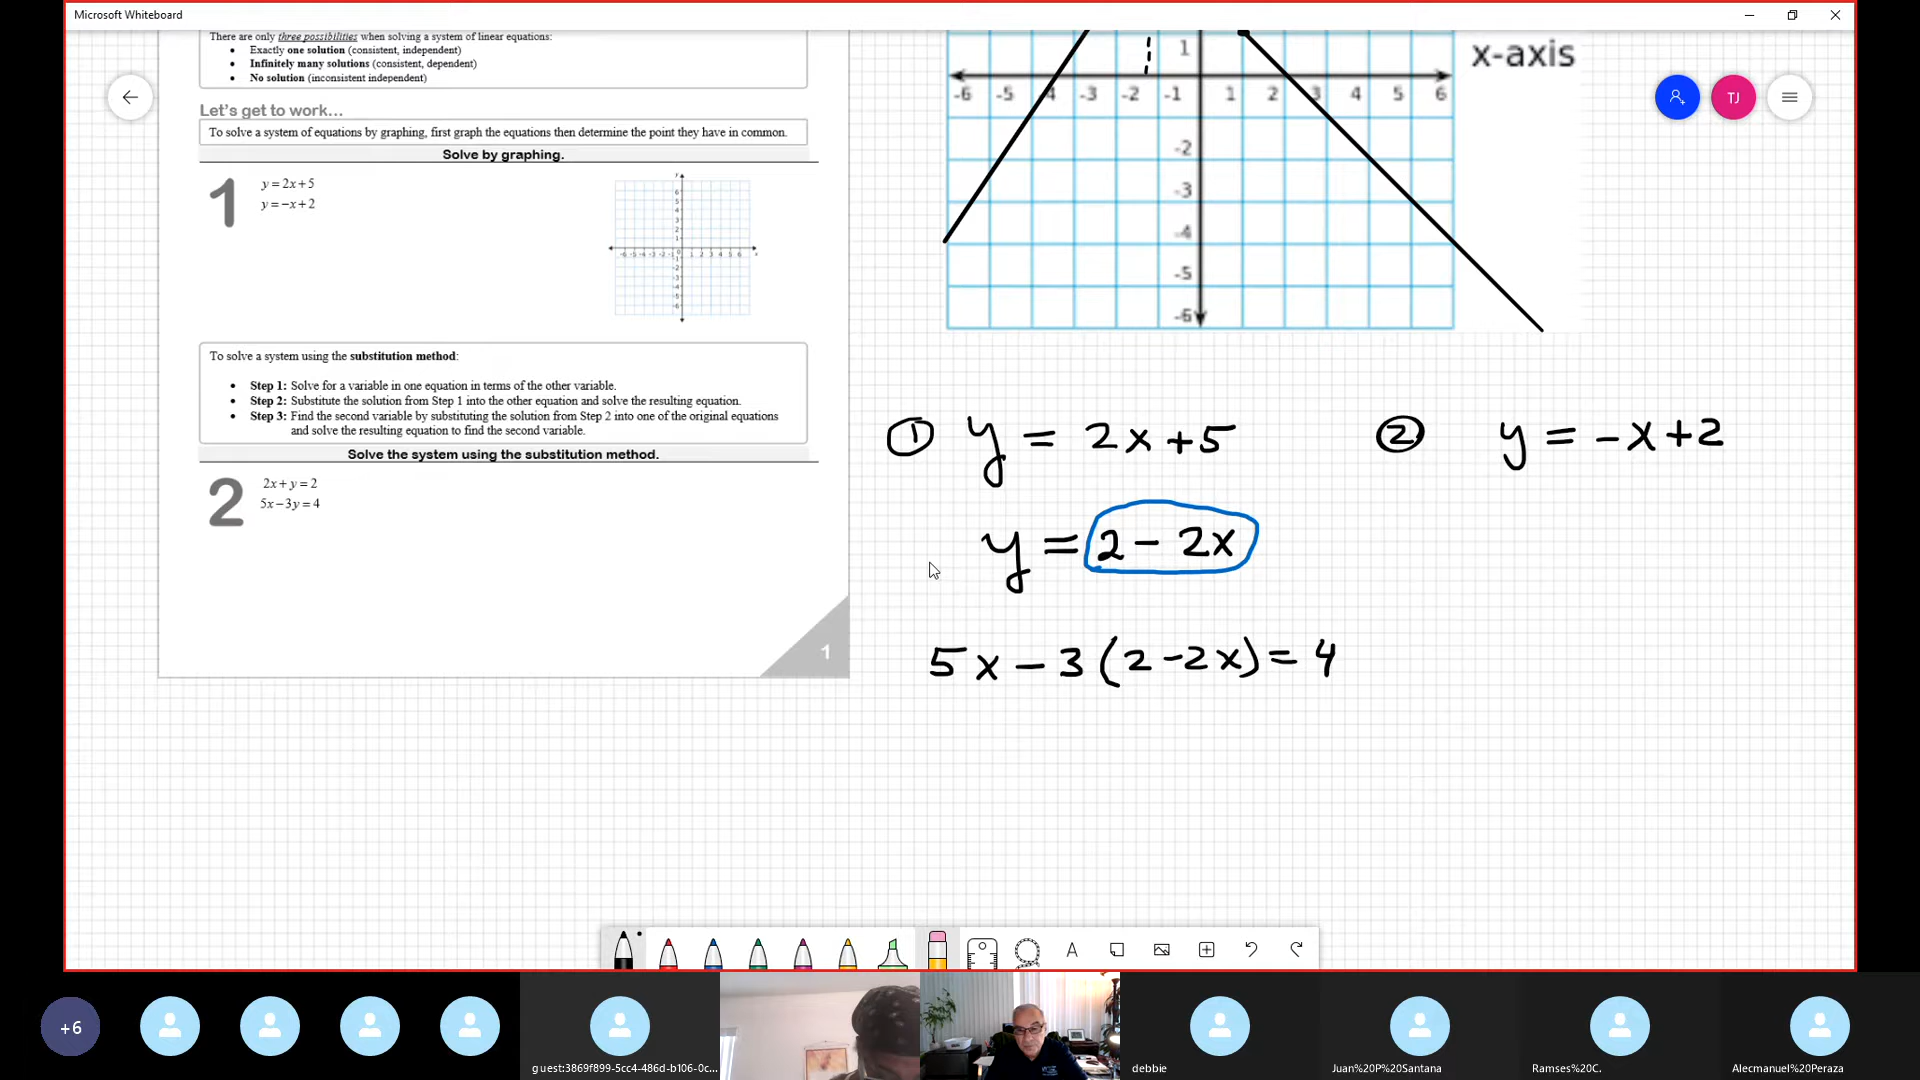 Microsoft Whiteboard
There are only three possibilities when solving a system of linear equations:
• Exactly one solution (consistent, independent)
• Infinitely many solutions (consistent, dependent)
• No solution (inconsistent independent)
Let's get to work...
To solve a system of equations by graphing, first graph the equations then determine the point they have in common.
Solve by graphing.
1
y = 2x + 5
y = −x + 2
To solve a system using the substitution method:
• Step 1: Solve for a variable in one equation in terms of the other variable.
• Step 2: Substitute the solution from Step 1 into the other equation and solve the resulting equation.
• Step 3: Find the second variable by substituting the solution from Step 2 into one of the original equations
and solve the resulting equation to find the second variable.
Solve the system using the substitution method.
2
2x + y = 2
5x − 3y = 4
1
x-axis
1
-6 -5 -4 -3 -2 -1 1 2 3 4 5 6
-2
-3
-4
-5
-6
TJ
① y = 2x+5
② y = -x+2
y = 2 - 2x
5x - 3(2-2x) = 4
A
+6
guest:3869f899-5cc4-486d-b106-0c...
debbie
Juan%20P%20Santana
Ramses%20C.
Alecmanuel%20Peraza